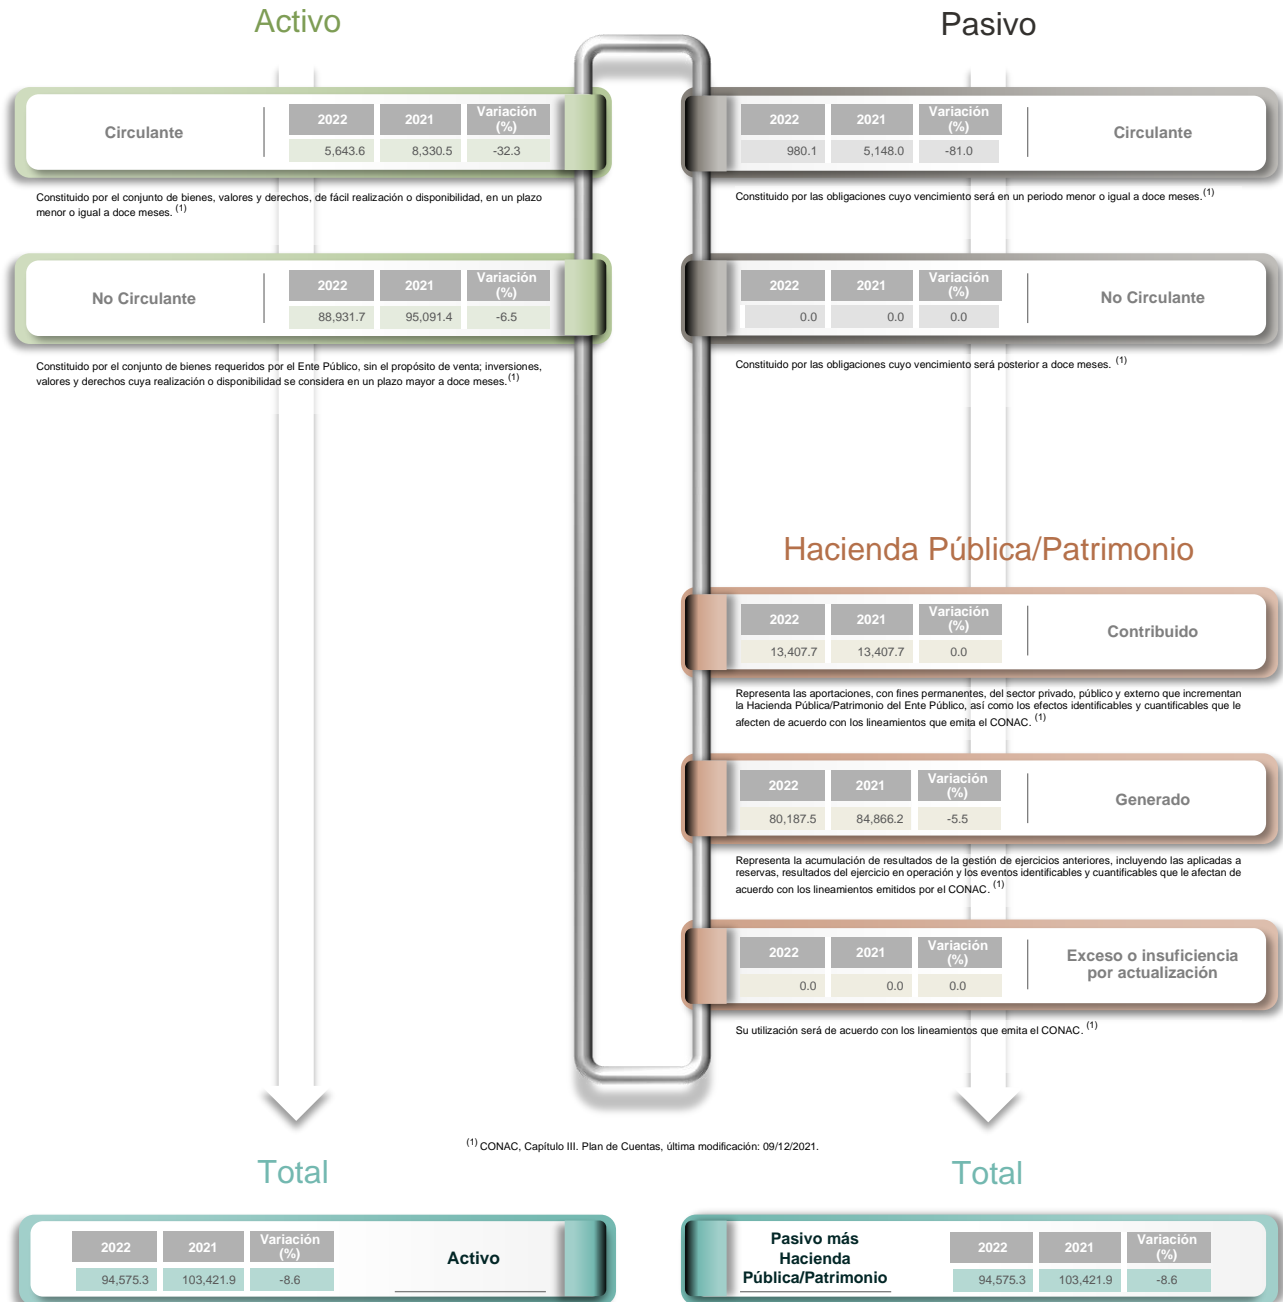 Activo
Circulante
2022 2021 Variación (%)
5,643.6 8,330.5 -32.3
Constituido por el conjunto de bienes, valores y derechos, de fácil realización o disponibilidad, en un plazo
menor o igual a doce meses. (1)
No Circulante
2022 2021 Variación (%)
88,931.7 95,091.4 -6.5
Constituido por el conjunto de bienes requeridos por el Ente Público, sin el propósito de venta; inversiones,
valores y derechos cuya realización o disponibilidad se considera en un plazo mayor a doce meses.(1)
Pasivo
2022 2021 Variación (%)
980.1 5,148.0 -81.0
Circulante
Constituido por las obligaciones cuyo vencimiento será en un periodo menor o igual a doce meses.(1)
2022 2021 Variación (%)
0.0 0.0 0.0
No Circulante
Constituido por las obligaciones cuyo vencimiento será posterior a doce meses. (1)
Hacienda Pública/Patrimonio
2022 2021 Variación (%)
13,407.7 13,407.7 0.0
Contribuido
Representa las aportaciones, con fines permanentes, del sector privado, público y externo que incrementan
la Hacienda Pública/Patrimonio del Ente Público, así como los efectos identificables y cuantificables que le
afecten de acuerdo con los lineamientos que emita el CONAC. (1)
2022 2021 Variación (%)
80,187.5 84,866.2 -5.5
Generado
Representa la acumulación de resultados de la gestión de ejercicios anteriores, incluyendo las aplicadas a
reservas, resultados del ejercicio en operación y los eventos identificables y cuantificables que le afectan de
acuerdo con los lineamientos emitidos por el CONAC. (1)
2022 2021 Variación (%)
0.0 0.0 0.0
Exceso o insuficiencia
por actualización
Su utilización será de acuerdo con los lineamientos que emita el CONAC. (1)
(1) CONAC, Capítulo III. Plan de Cuentas, última modificación: 09/12/2021.
Total
2022 2021 Variación (%)
94,575.3 103,421.9 -8.6
Activo
Total
Pasivo más
Hacienda
Pública/Patrimonio
2022 2021 Variación (%)
94,575.3 103,421.9 -8.6